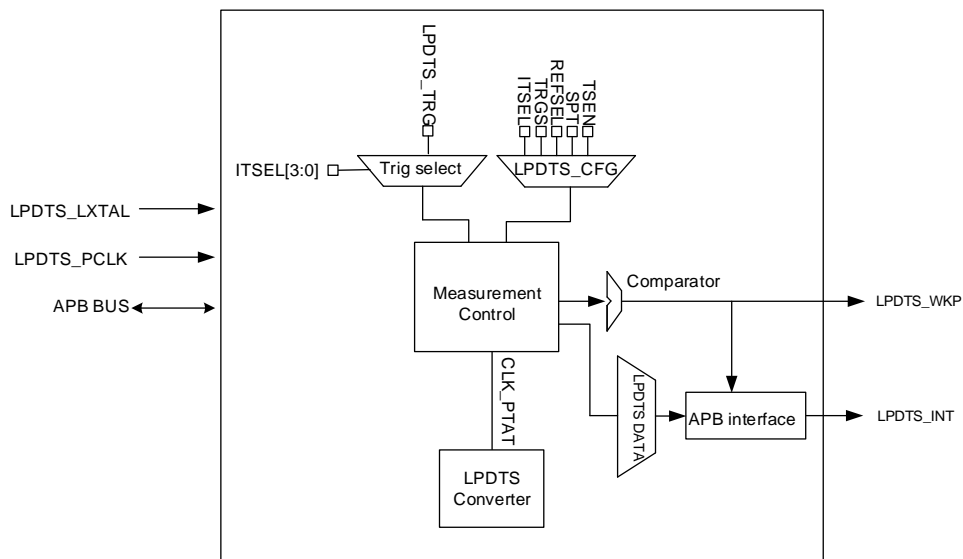 LPDTS_TRG
ITSEL
TRGS
REFSEL
SPT
TSEN
ITSEL[3:0]
Trig select
LPDTS_CFG
LPDTS_LXTAL
LPDTS_PCLK
APB BUS
Measurement
Control
Comparator
LPDTS_WKP
CLK_PTAT
LPDTS DATA
APB interface
LPDTS_INT
LPDTS
Converter